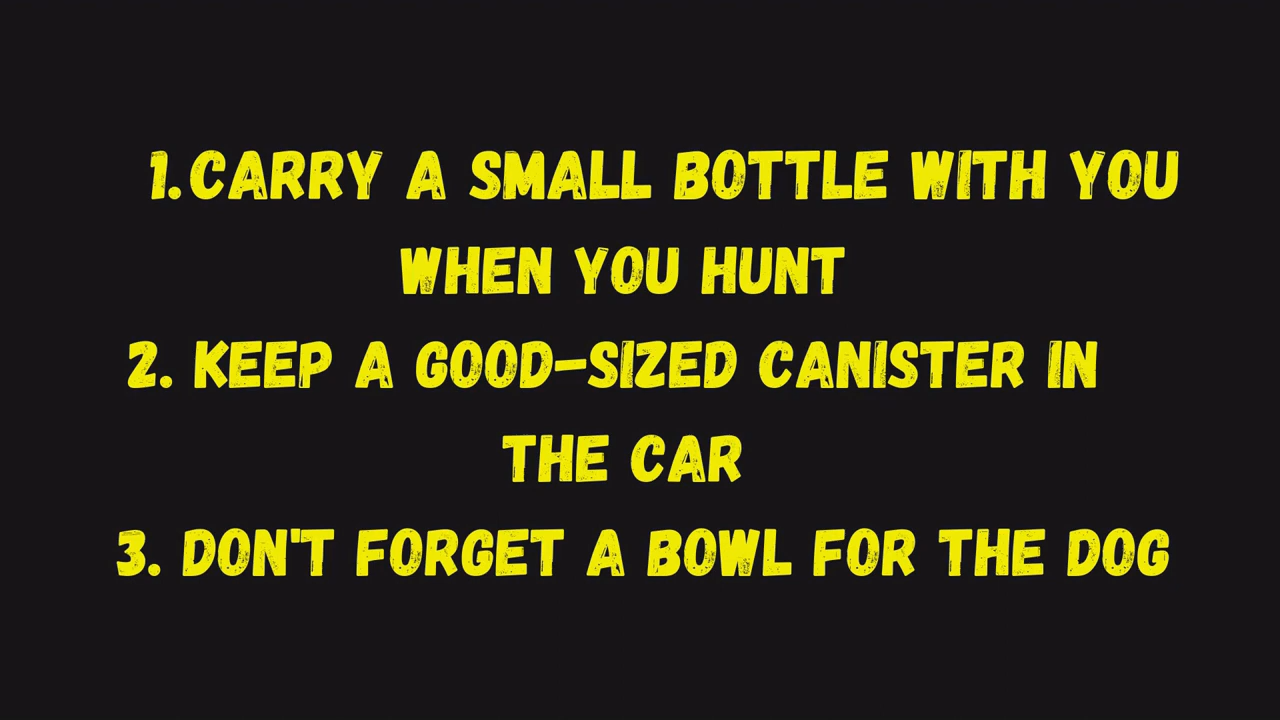 1.CARRY A SMALL BOTTLE WITH YOU
WHEN YOU HUNT
2. KEEP A GOOD-SIZED CANISTER IN
THE CAR
3. DON'T FORGET A BOWL FOR THE DOG